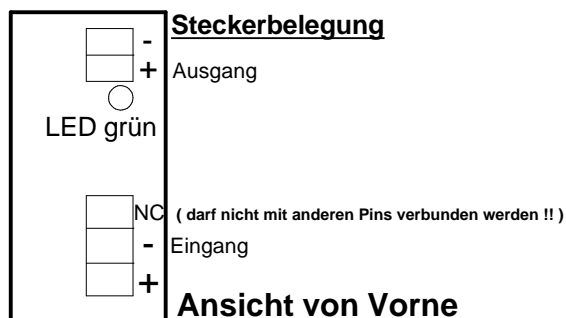 Steckerbelegung
-
+ Ausgang
LED grün
NC ( darf nicht mit anderen Pins verbunden werden !! )
- Eingang
+
Ansicht von Vorne